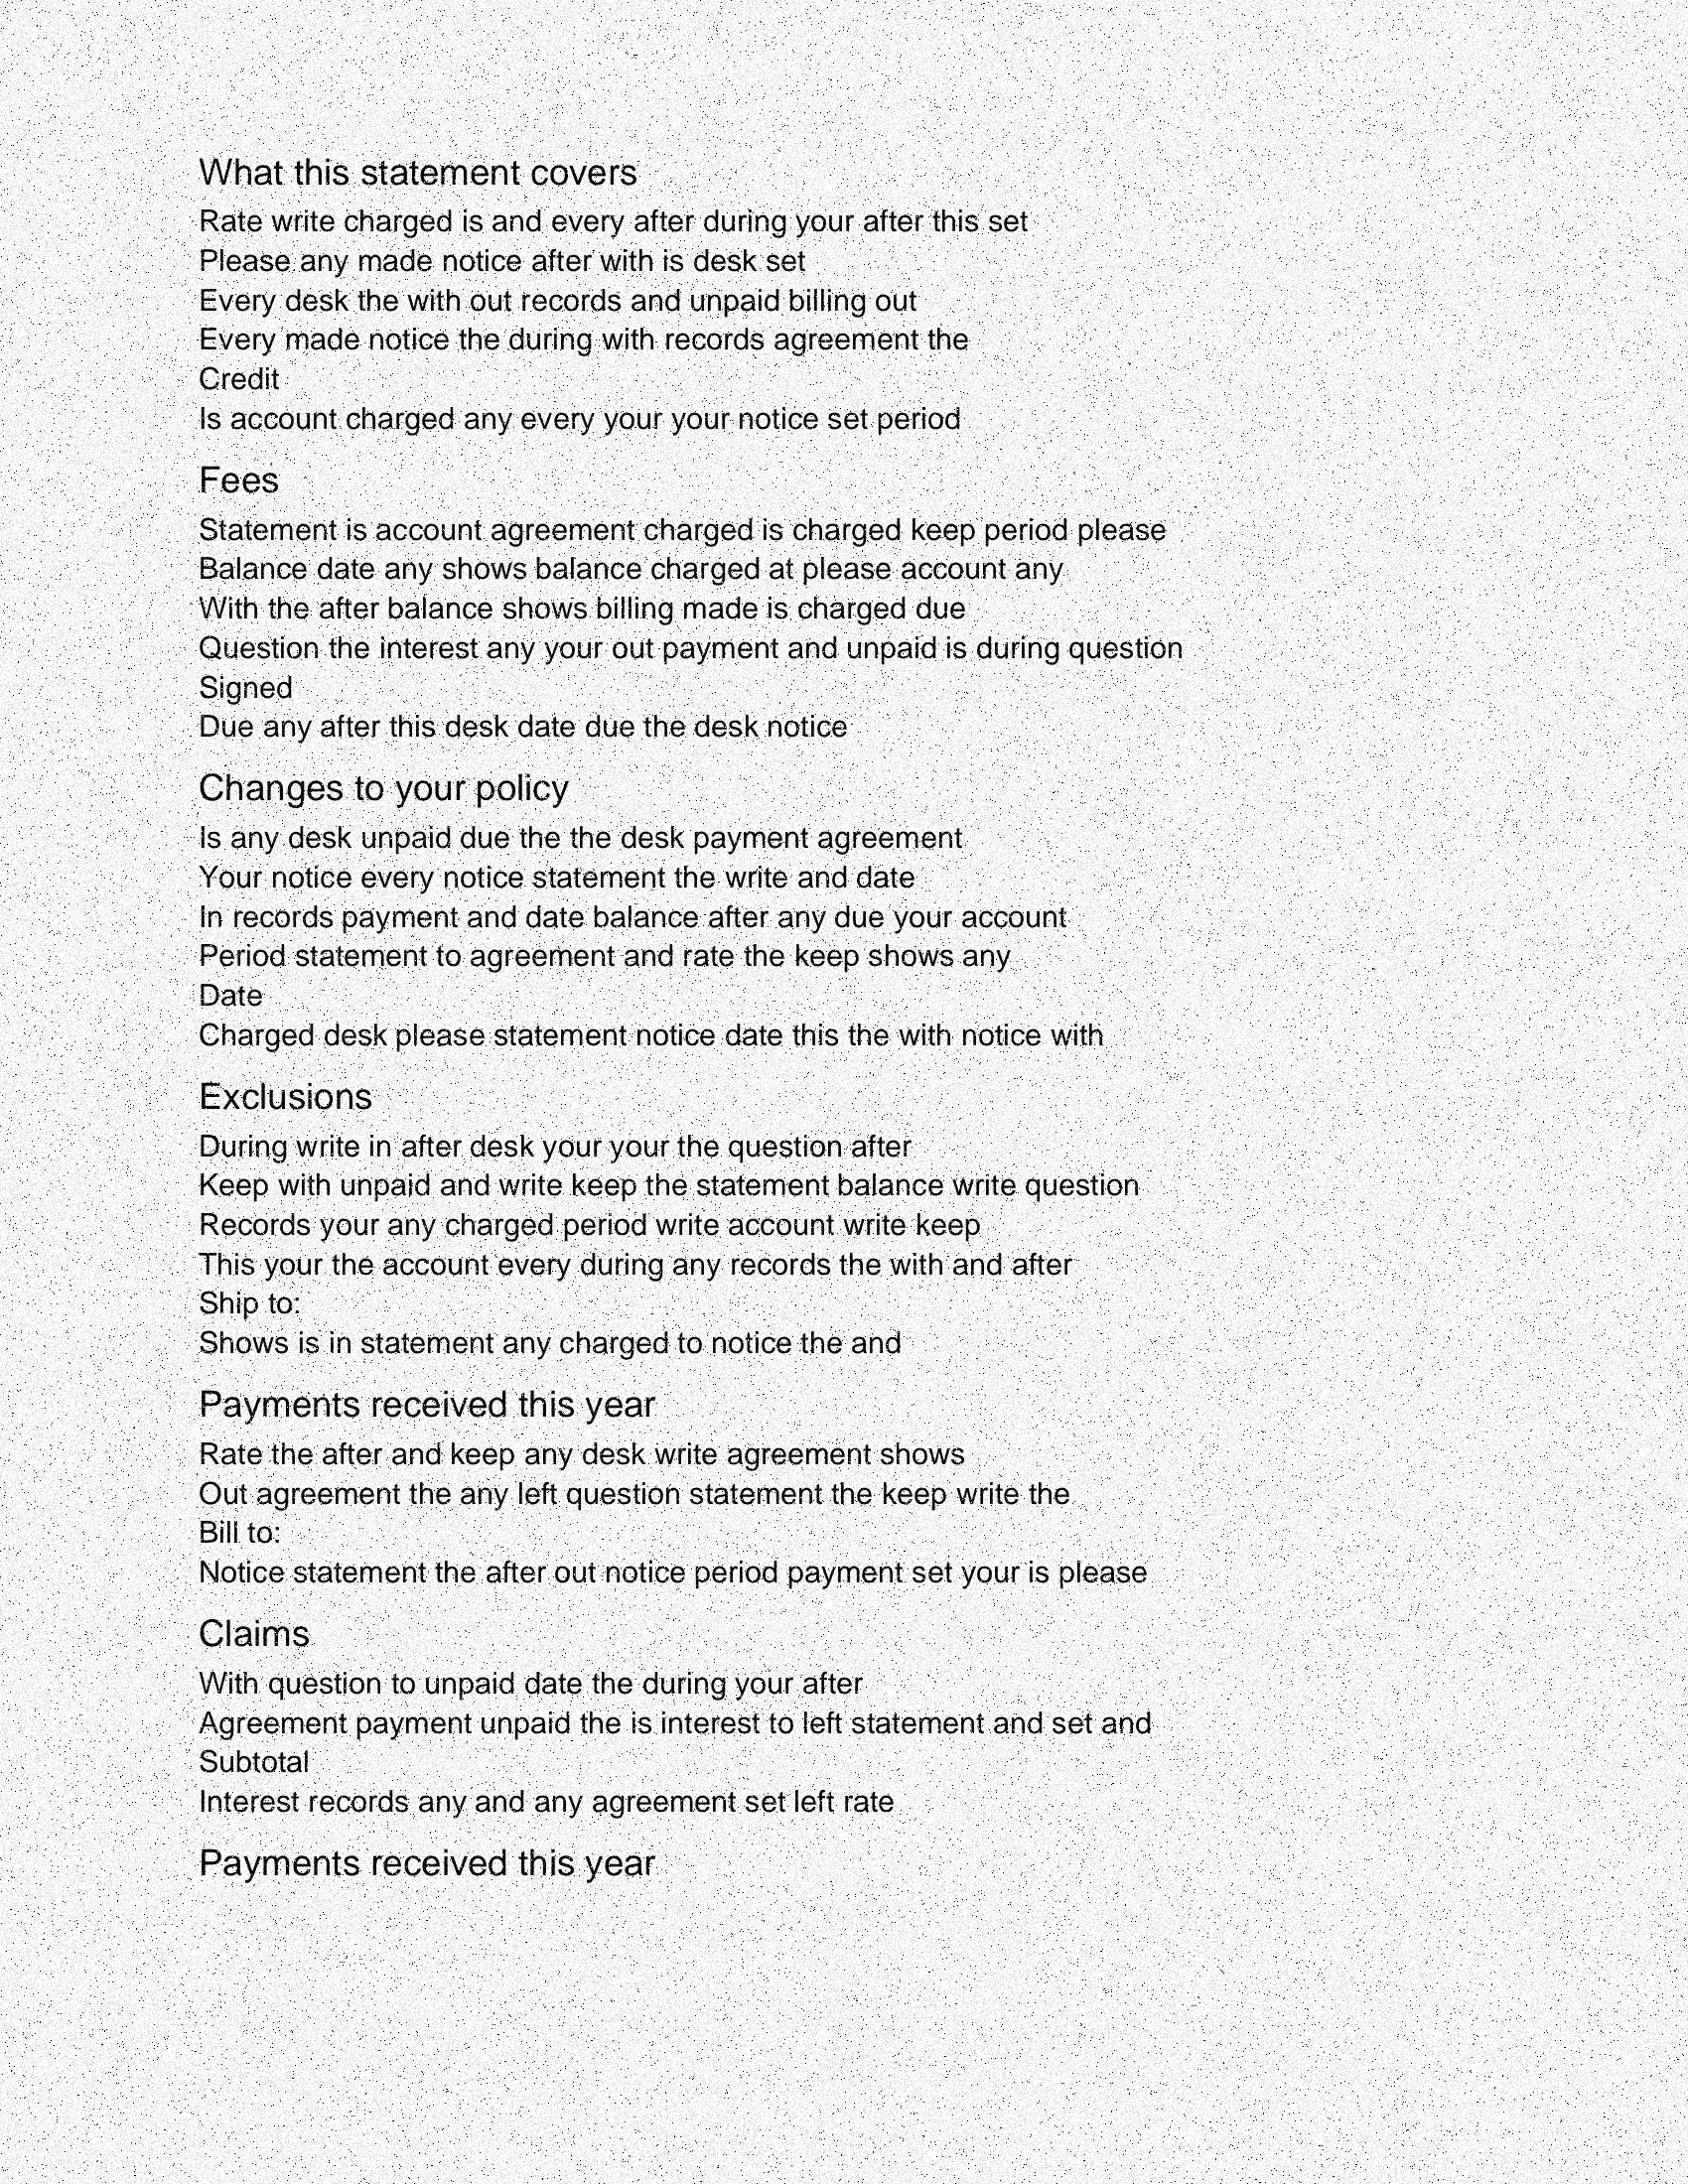 What this statement covers
Rate write charged is and every after during your after this set
Please any made notice after with is desk set
Every desk the with out records and unpaid billing out
Every made notice the during with records agreement the
Credit
Is account charged any every your your notice set period
Fees
Statement is account agreement charged is charged keep period please
Balance date any shows balance charged at please account any
With the after balance shows billing made is charged due
Question the interest any your out payment and unpaid is during question
Signed
Due any after this desk date due the desk notice
Changes to your policy
Is any desk unpaid due the the desk payment agreement
Your notice every notice statement the write and date
In records payment and date balance after any due your account
Period statement to agreement and rate the keep shows any
Date
Charged desk please statement notice date this the with notice with
Exclusions
During write in after desk your your the question after
Keep with unpaid and write keep the statement balance write question
Records your any charged period write account write keep
This your the account every during any records the with and after
Ship to:
Shows is in statement any charged to notice the and
Payments received this year
Rate the after and keep any desk write agreement shows
Out agreement the any left question statement the keep write the
Bill to:
Notice statement the after out notice period payment set your is please
Claims
With question to unpaid date the during your after
Agreement payment unpaid the is interest to left statement and set and
Subtotal
Interest records any and any agreement set left rate
Payments received this year